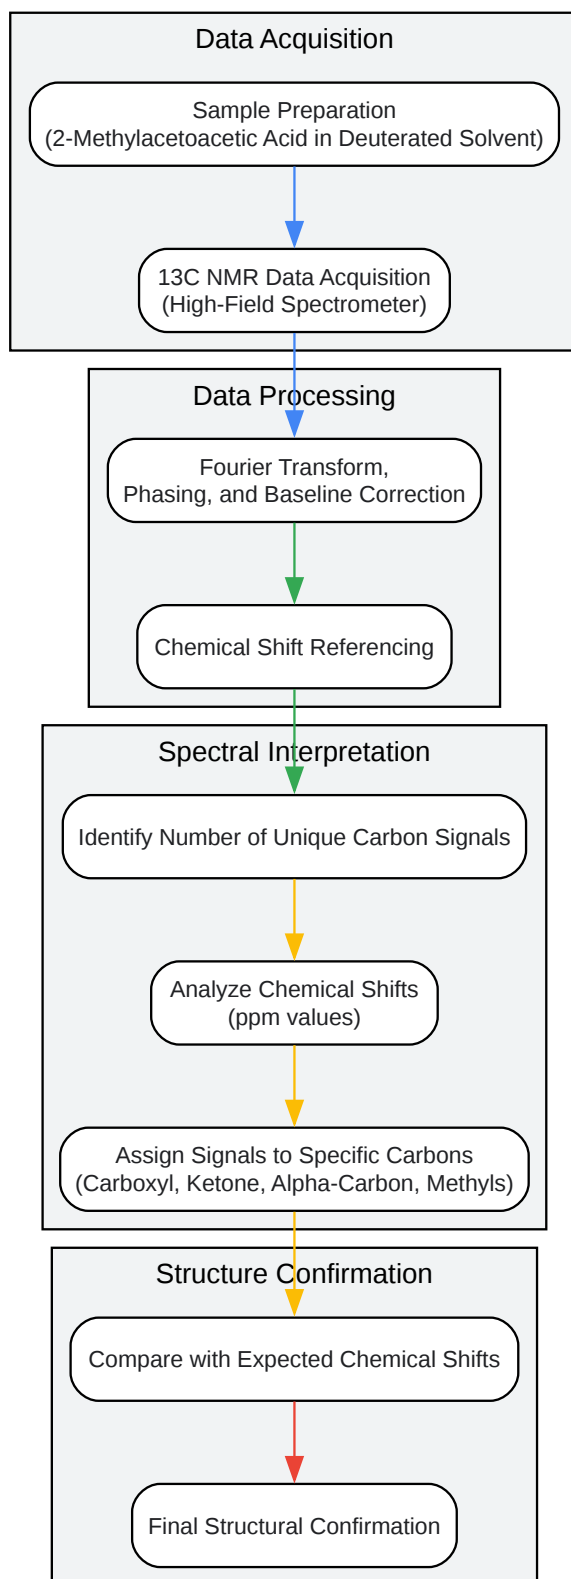 Data Acquisition
Sample Preparation
(2-Methylacetoacetic Acid in Deuterated Solvent)
13C NMR Data Acquisition
(High-Field Spectrometer)
Data Processing
Fourier Transform,
Phasing, and Baseline Correction
Chemical Shift Referencing
Spectral Interpretation
Identify Number of Unique Carbon Signals
Analyze Chemical Shifts
(ppm values)
Assign Signals to Specific Carbons
(Carboxyl, Ketone, Alpha-Carbon, Methyls)
Structure Confirmation
Compare with Expected Chemical Shifts
Final Structural Confirmation